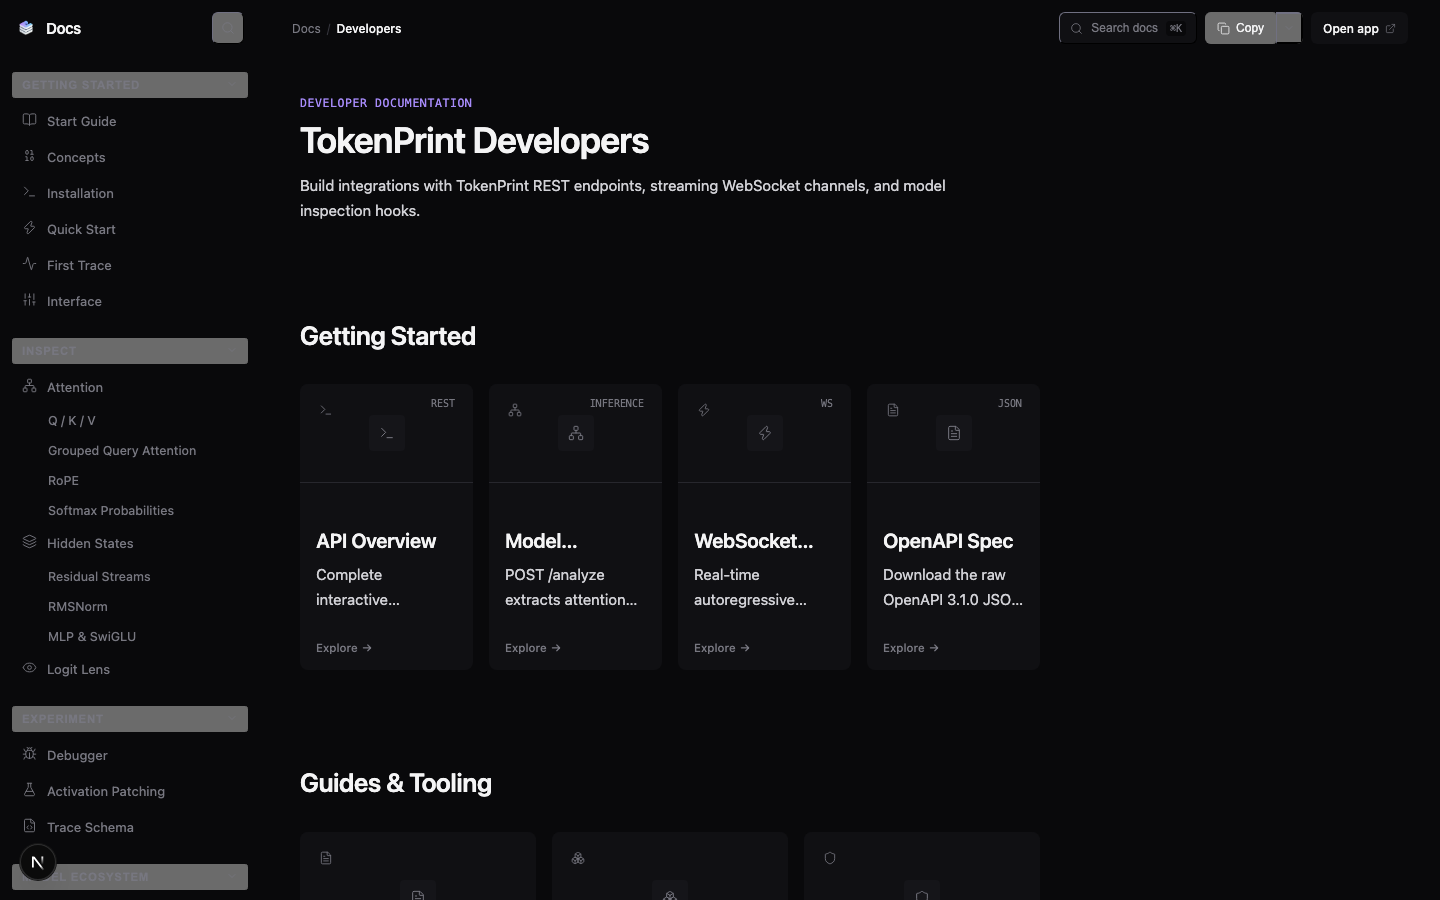 Docs
Docs / Developers
Search docs ⌘K
Copy
Open app
GETTING STARTED
Start Guide
Concepts
Installation
Quick Start
First Trace
Interface
INSPECT
Attention
Q / K / V
Grouped Query Attention
RoPE
Softmax Probabilities
Hidden States
Residual Streams
RMSNorm
MLP & SwiGLU
Logit Lens
EXPERIMENT
Debugger
Activation Patching
Trace Schema
ECOSYSTEM
DEVELOPER DOCUMENTATION
TokenPrint Developers
Build integrations with TokenPrint REST endpoints, streaming WebSocket channels, and model
inspection hooks.
Getting Started
REST
API Overview
Complete
interactive...
Explore →
INFERENCE
Model...
POST /analyze
extracts attention...
Explore →
WS
WebSocket...
Real-time
autoregressive...
Explore →
JSON
OpenAPI Spec
Download the raw
OpenAPI 3.1.0 JSO...
Explore →
Guides & Tooling